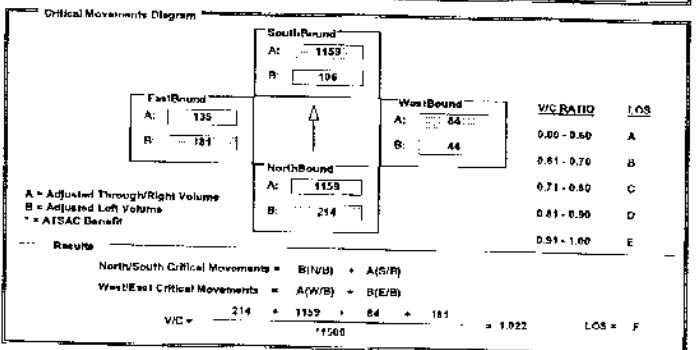 Critical Movements Diagram
SouthBound
A: 1159
B: 106
EastBound
A: 135
B: 181
WestBound
A: 84
B: 44
NorthBound
A: 1159
B: 214
V/C RATIO LOS
0.00 - 0.60 A
0.61 - 0.70 B
0.71 - 0.80 C
0.81 - 0.90 D
0.91 - 1.00 E
A = Adjusted Through/Right Volume
B = Adjusted Left Volume
* = ATSAC Benefit
Results
North/South Critical Movements = B(N/B) + A(S/B)
West/East Critical Movements = A(W/B) + B(E/B)
V/C = 214 + 1159 + 84 + 181 = 1.022 LOS = F
*1500